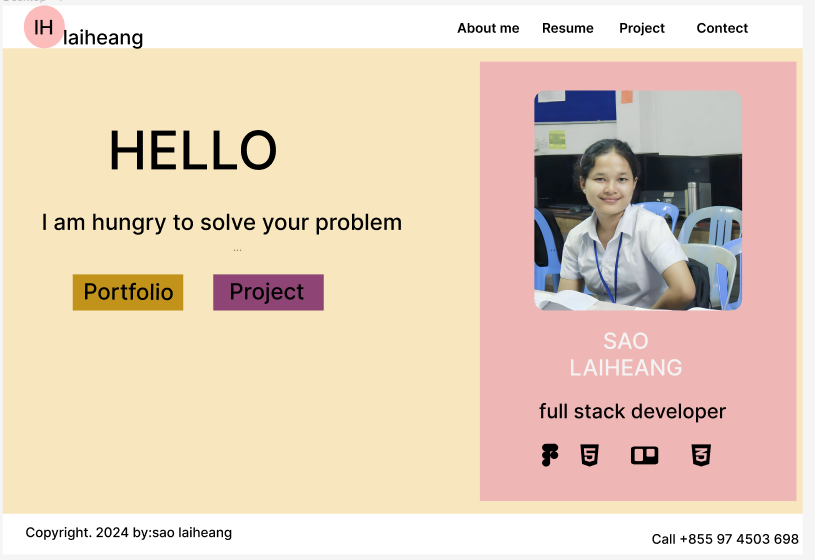 IH
laiheang
About me Resume Project Contact
HELLO
I am hungry to solve your problem
...
Portfolio Project
SAO
LAIHEANG
full stack developer
Copyright. 2024 by:sao laiheang
Call +855 97 4503 698